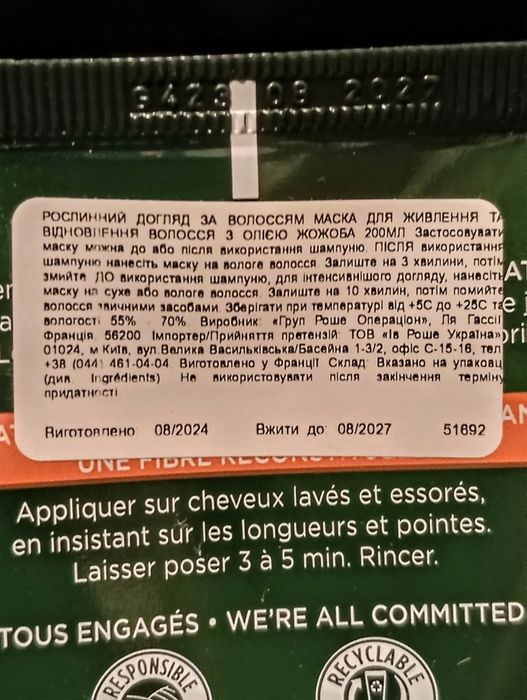 G423 08 2027
РОСЛИННИЙ ДОГЛЯД ЗА ВОЛОССЯМ МАСКА ДЛЯ ЖИВЛЕННЯ ТА
ВІДНОВЛЕННЯ ВОЛОССЯ З ОЛІЄЮ ЖОЖОБА 200МЛ Застосовувати
маску можна до або після використання шампуню. ПІСЛЯ використання
шампуню нанесіть маску на вологе волосся. Залиште на 3 хвилини, потім
змийте. ДО використання шампуню, для інтенсивнішого догляду, нанесіть
маску на сухе або вологе волосся. Залиште на 10 хвилин, потім помийте
волосся звичними засобами. Зберігати при температурі від +5С до +25С та
вологості 55% 70%. Виробник: «Груп Роше Операціон», Ля Гассії
Франція 56200 Імпортер/Прийняття претензій: ТОВ «Ів Роше Україна»
01024, м Київ, вул.Велика Васильківська/Басейна 1-3/2, офіс С-15-16, тел
+38 (044) 461-04-04. Виготовлено у Франції Склад: Вказано на упаковці
(див. Ingrédients) Не використовувати після закінчення терміну
придатності
Виготовлено: 08/2024 Вжити до: 08/2027 51692
UNE FIBRE
Appliquer sur cheveux lavés et essorés,
en insistant sur les longueurs et pointes.
Laisser poser 3 à 5 min. Rincer.
TOUS ENGAGÉS • WE'RE ALL COMMITTED
RESPONSIBLE
RECYCLABLE